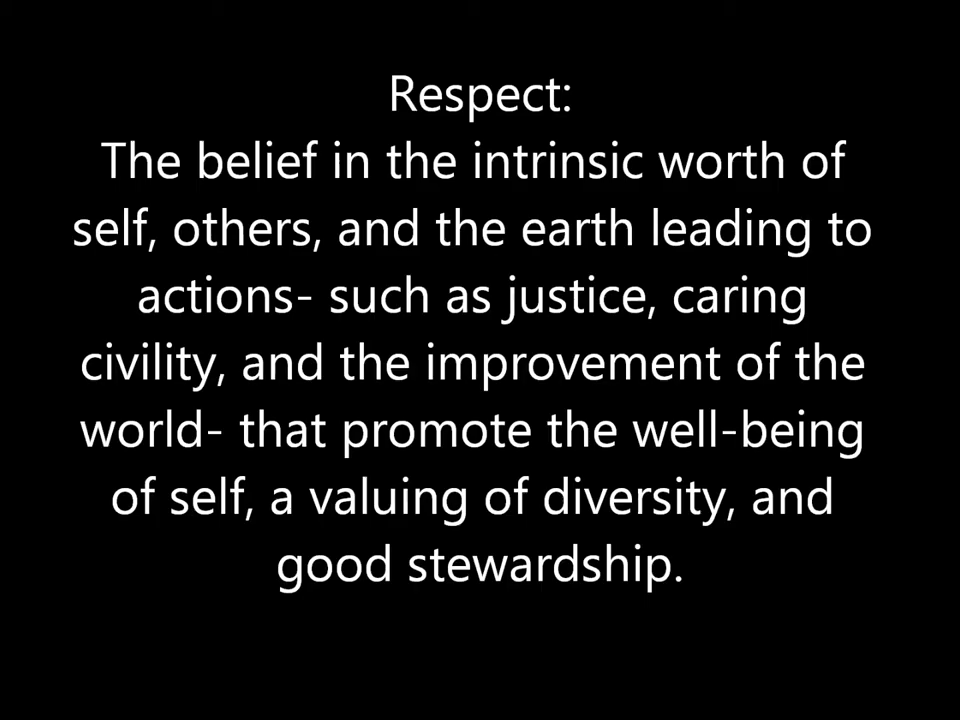 Respect:
The belief in the intrinsic worth of
self, others, and the earth leading to
actions- such as justice, caring
civility, and the improvement of the
world- that promote the well-being
of self, a valuing of diversity, and
good stewardship.